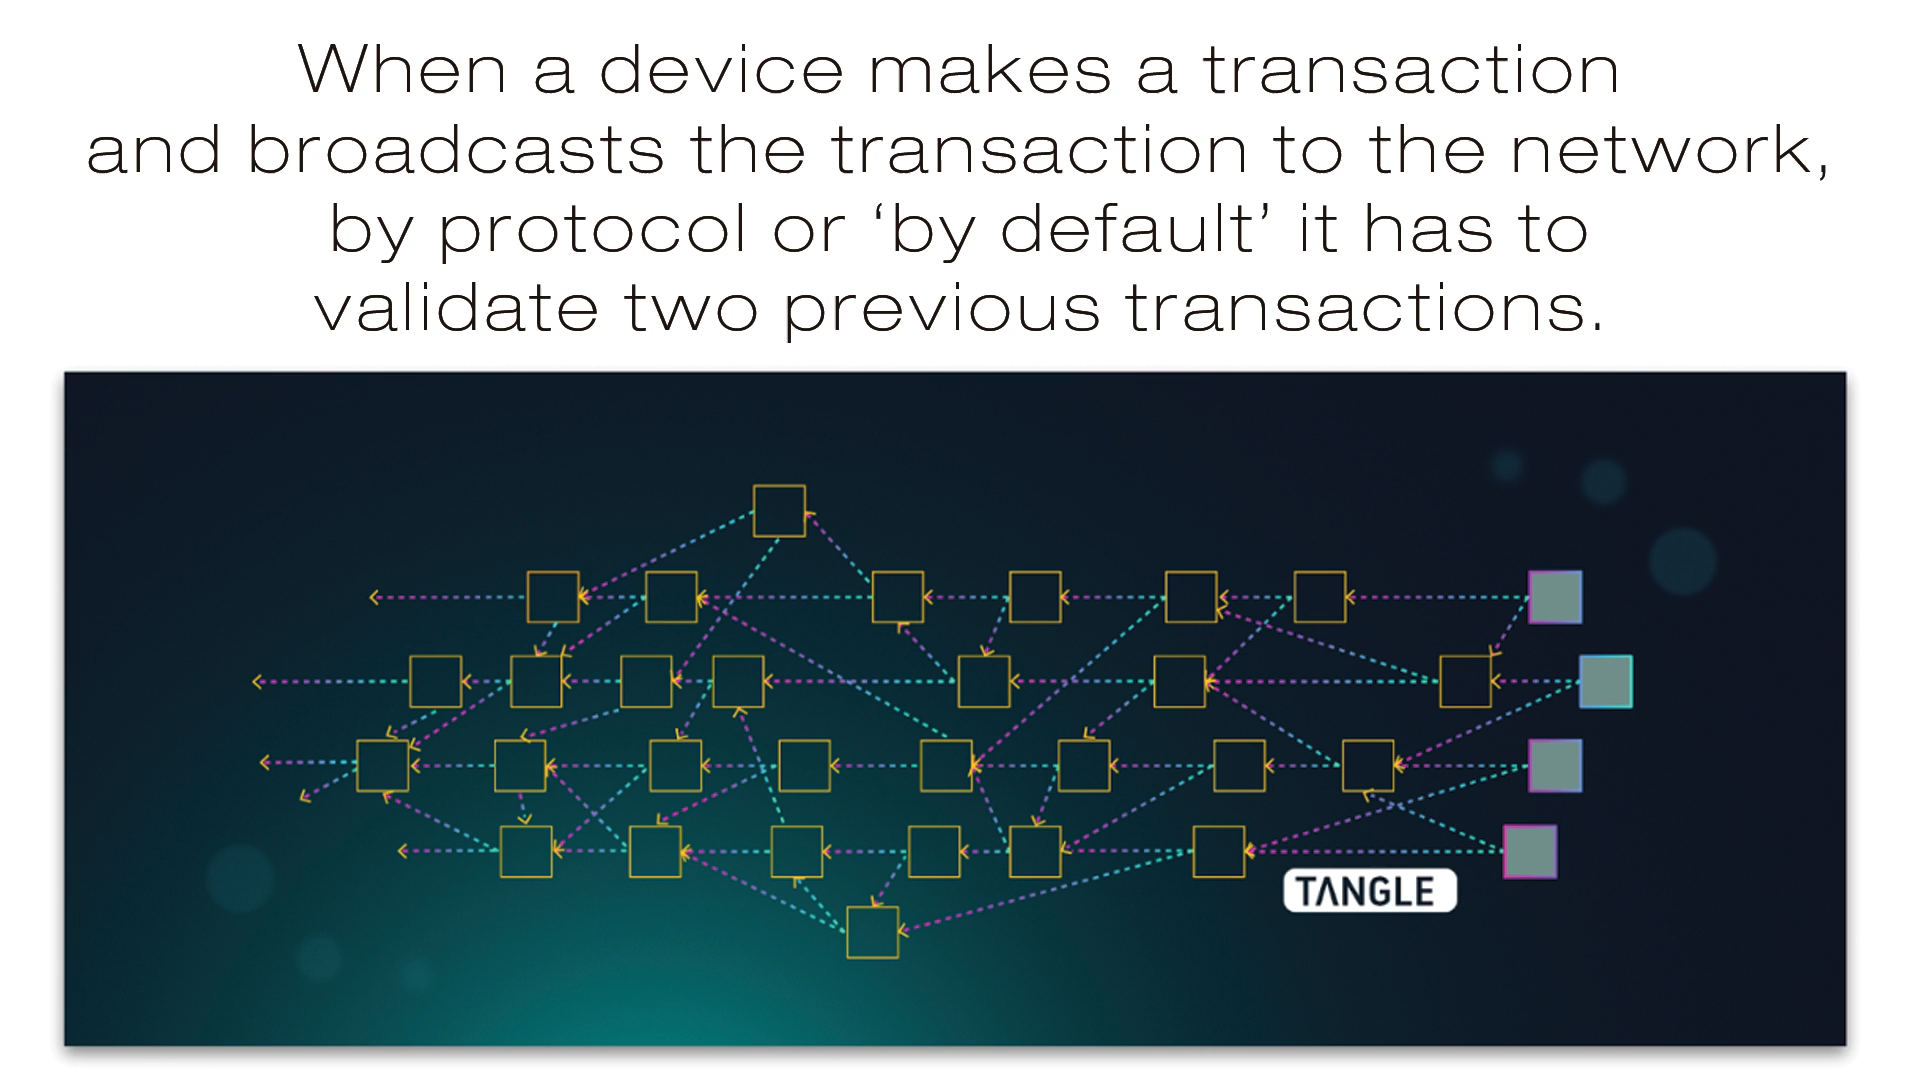 When a device makes a transaction
and broadcasts the transaction to the network,
by protocol or ‘by default’ it has to
validate two previous transactions.
TANGLE